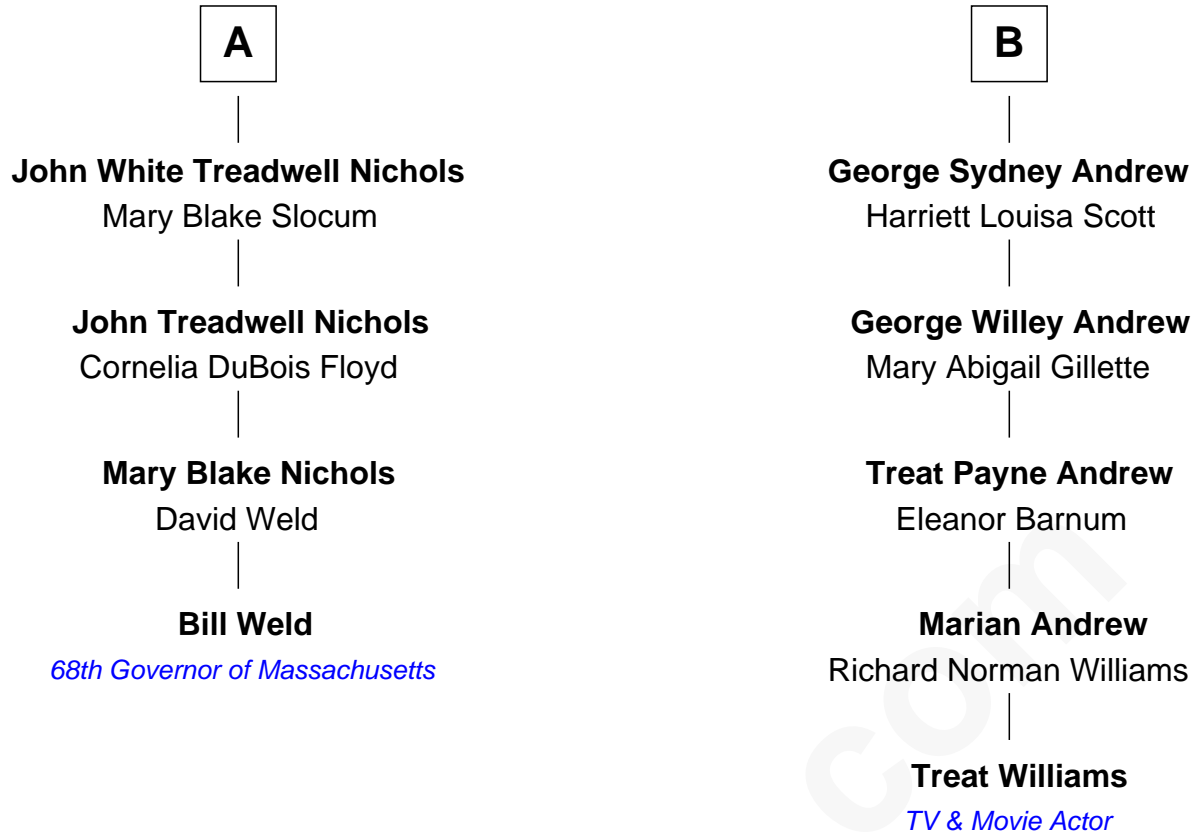 A
John White Treadwell Nichols
Mary Blake Slocum
John Treadwell Nichols
Cornelia DuBois Floyd
Mary Blake Nichols
David Weld
Bill Weld
68th Governor of Massachusetts
B
George Sydney Andrew
Harriett Louisa Scott
George Willey Andrew
Mary Abigail Gillette
Treat Payne Andrew
Eleanor Barnum
Marian Andrew
Richard Norman Williams
Treat Williams
TV & Movie Actor
com